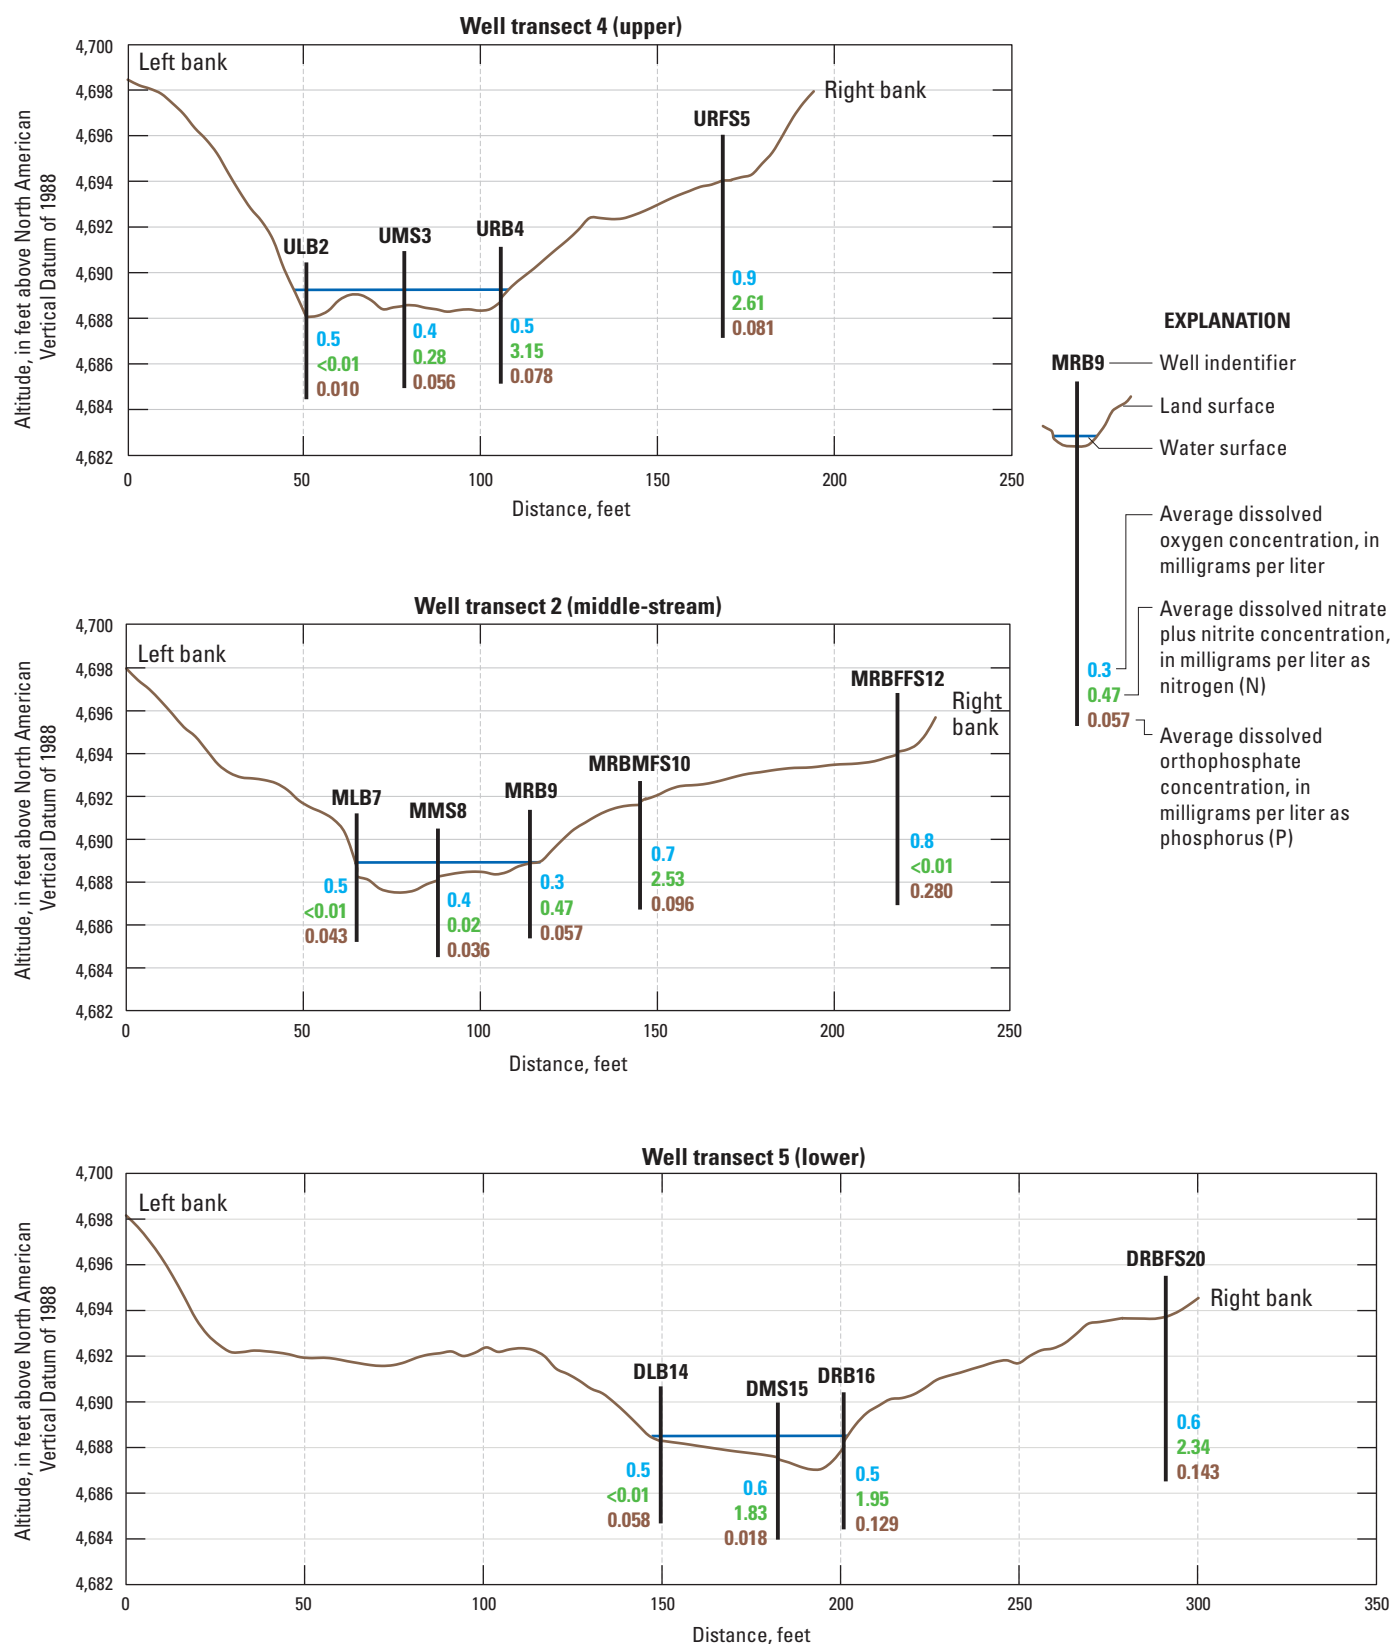 Well transect 4 (upper)
Altitude, in feet above North American
Vertical Datum of 1988
4,700
4,698
4,696
4,694
4,692
4,690
4,688
4,686
4,684
4,682
Left bank
Right bank
ULB2
0.5
<0.01
0.010
UMS3
0.4
0.28
0.056
URB4
0.5
3.15
0.078
URFS5
0.9
2.61
0.081
0
50
100
150
200
250
Distance, feet
EXPLANATION
MRB9
Well indentifier
Land surface
Water surface
Average dissolved
oxygen concentration, in
milligrams per liter
Average dissolved nitrate
plus nitrite concentration,
in milligrams per liter as
nitrogen (N)
0.3
0.47
0.057
Average dissolved
orthophosphate
concentration, in
milligrams per liter as
phosphorus (P)
Well transect 2 (middle-stream)
Altitude, in feet above North American
Vertical Datum of 1988
4,700
4,698
4,696
4,694
4,692
4,690
4,688
4,686
4,684
4,682
Left bank
Right
bank
MLB7
0.5
<0.01
0.043
MMS8
0.4
0.02
0.036
MRB9
0.3
0.47
0.057
MRBMFS10
0.7
2.53
0.096
MRBFFS12
0.8
<0.01
0.280
0
50
100
150
200
250
Distance, feet
Well transect 5 (lower)
Altitude, in feet above North American
Vertical Datum of 1988
4,700
4,698
4,696
4,694
4,692
4,690
4,688
4,686
4,684
4,682
Left bank
Right bank
DLB14
0.5
<0.01
0.058
DMS15
0.6
1.83
0.018
DRB16
0.5
1.95
0.129
DRBFS20
0.6
2.34
0.143
0
50
100
150
200
250
300
350
Distance, feet